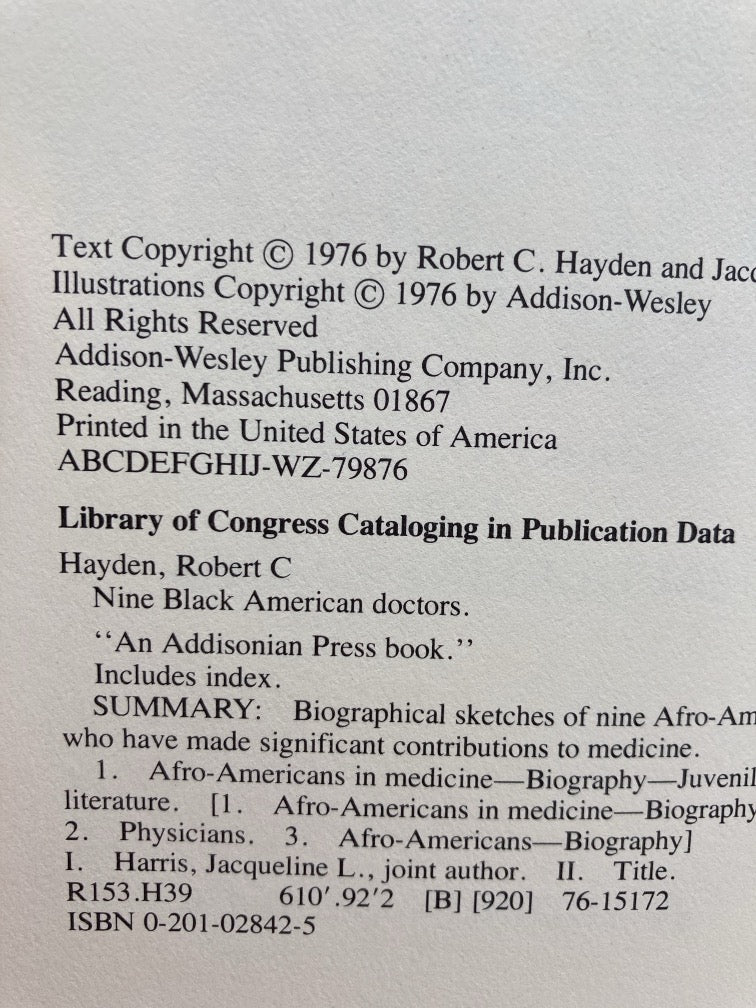 Text Copyright © 1976 by Robert C. Hayden and
Illustrations Copyright © 1976 by Addison-Wesley
All Rights Reserved
Addison-Wesley Publishing Company, Inc.
Reading, Massachusetts 01867
Printed in the United States of America
ABCDEFGHIJ-WZ-79876
Library of Congress Cataloging in Publication Data
Hayden, Robert C
Nine Black American doctors.
‘‘An Addisonian Press book.’’
Includes index.
SUMMARY: Biographical sketches of nine
who have made significant contributions to medicine.
1. Afro-Americans in medicine—Biography—
literature. [1. Afro-Americans in medicine—Biography
2. Physicians. 3. Afro-Americans—Biography]
I. Harris, Jacqueline L., joint author. II. Title.
R153.H39 610′.92′2 [B] [920] 76-15172
ISBN 0-201-02842-5